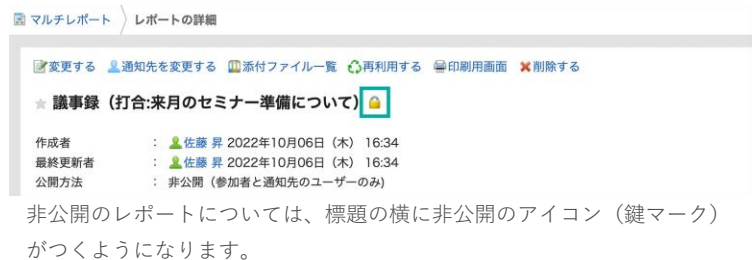 マルチレポート レポートの詳細
変更する 通知先を変更する 添付ファイル一覧 再利用する 印刷用画面 削除する
議事録（打合:来月のセミナー準備について）
作成者 : 佐藤 昇 2022年10月06日（木） 16:34
最終更新者 : 佐藤 昇 2022年10月06日（木） 16:34
公開方法 : 非公開（参加者と通知先のユーザーのみ)
非公開のレポートについては、標題の横に非公開のアイコン（鍵マーク）
がつくようになります。